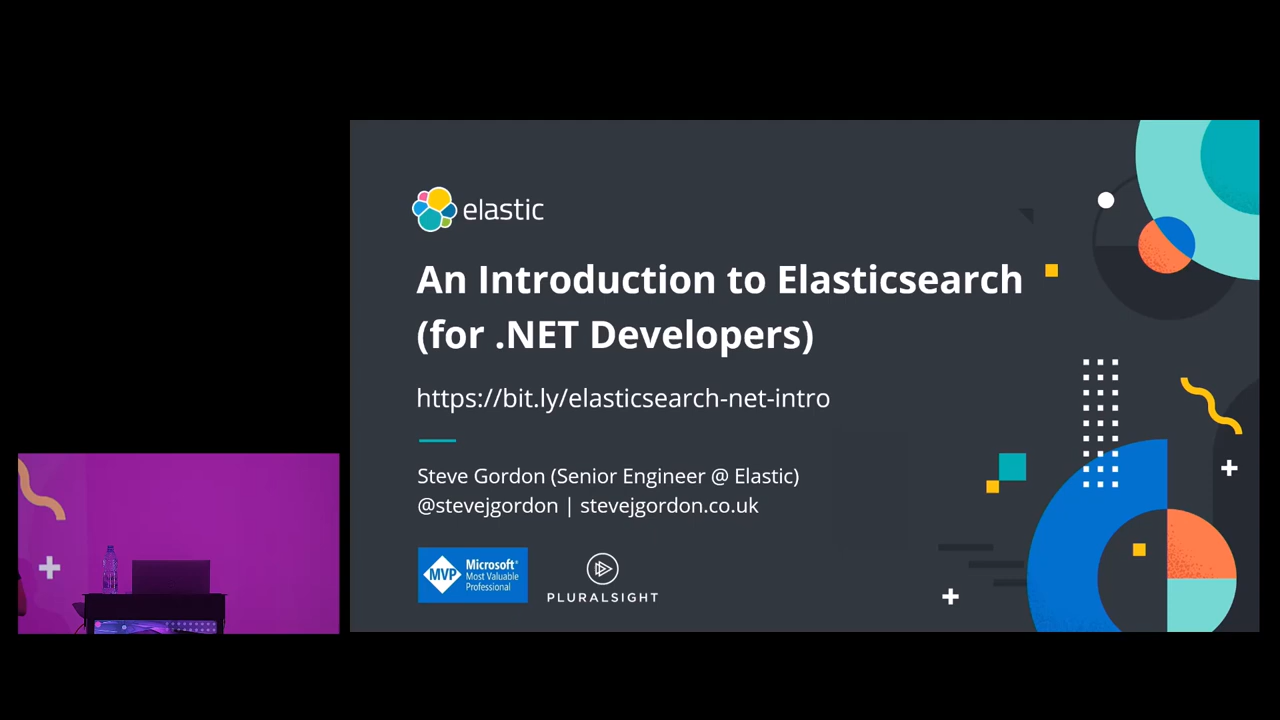 elastic
An Introduction to Elasticsearch
(for .NET Developers)
https://bit.ly/elasticsearch-net-intro
Steve Gordon (Senior Engineer @ Elastic)
@stevejgordon | stevejgordon.co.uk
MVP
Microsoft®
Most Valuable
Professional
PLURALSIGHT